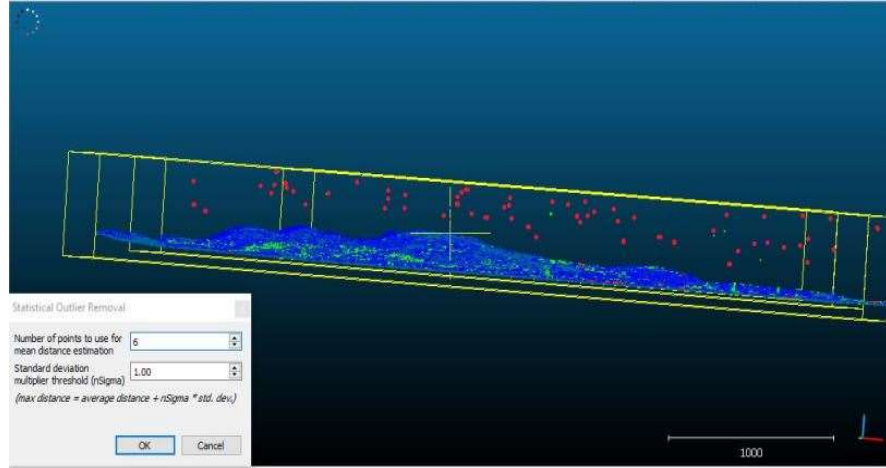 Statistical Outlier Removal
Number of points to use for
mean distance estimation
6
Standard deviation
multiplier threshold (nSigma)
1.00
(max distance = average distance + nSigma * std. dev.)
OK
Cancel
1000